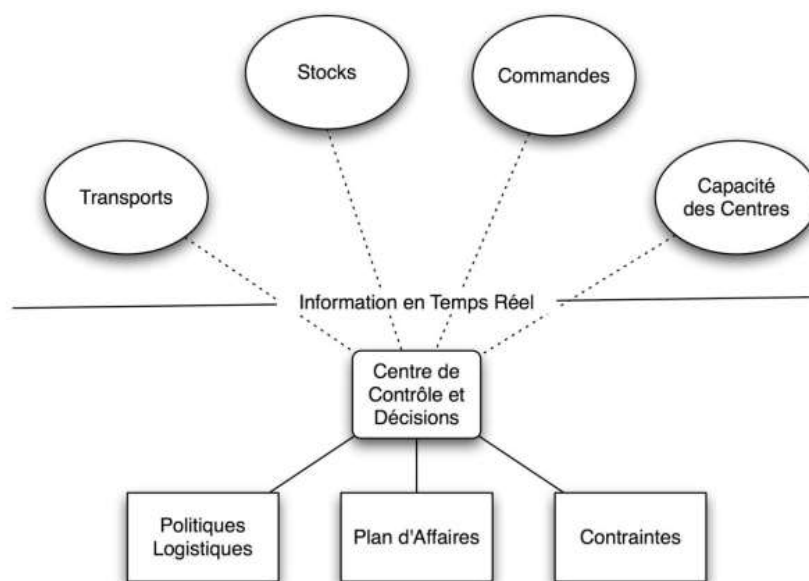 Stocks
Commandes
Transports
Capacité
des Centres
Information en Temps Réel
Centre de
Contrôle et
Décisions
Politiques
Logistiques
Plan d'Affaires
Contraintes